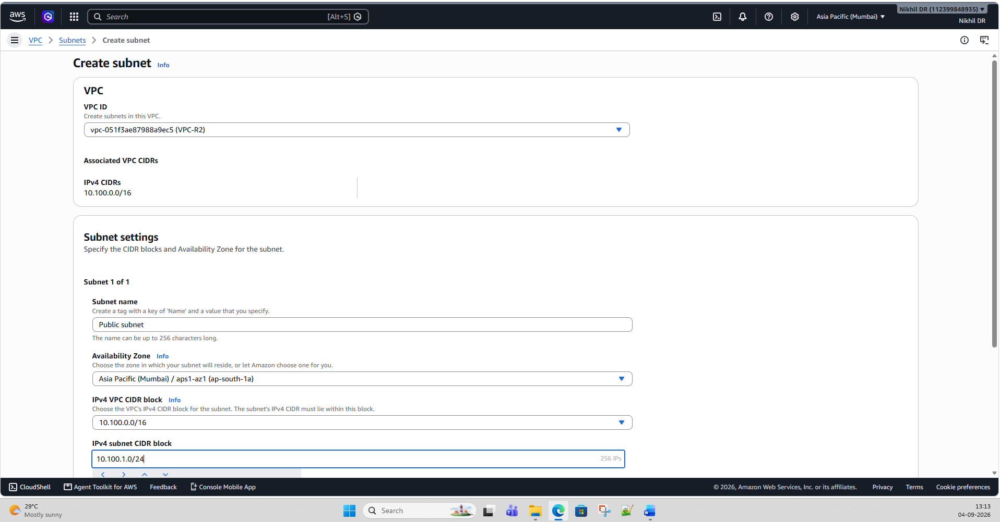 aws
Search [Alt+S]
Asia Pacific (Mumbai)
Nikhil DR (112399848935)
Nikhil DR
VPC
Subnets
Create subnet
Create subnet Info
VPC
VPC ID
Create subnets in this VPC.
vpc-051f3ae87988a9ec5 (VPC-R2)
Associated VPC CIDRs
IPv4 CIDRs
10.100.0.0/16
Subnet settings
Specify the CIDR blocks and Availability Zone for the subnet.
Subnet 1 of 1
Subnet name
Create a tag with a key of 'Name' and a value that you specify.
Public subnet
The name can be up to 256 characters long.
Availability Zone Info
Choose the zone in which your subnet will reside, or let Amazon choose one for you.
Asia Pacific (Mumbai) / aps1-az1 (ap-south-1a)
IPv4 VPC CIDR block Info
Choose the VPC's IPv4 CIDR block for the subnet. The subnet's IPv4 CIDR must lie within this block.
10.100.0.0/16
IPv4 subnet CIDR block
10.100.1.0/24 256 IPs
CloudShell Agent Toolkit for AWS Feedback Console Mobile App © 2026, Amazon Web Services, Inc. or its affiliates. Privacy Terms Cookie preferences
29°C
Mostly sunny
Search
13:13
04-09-2026